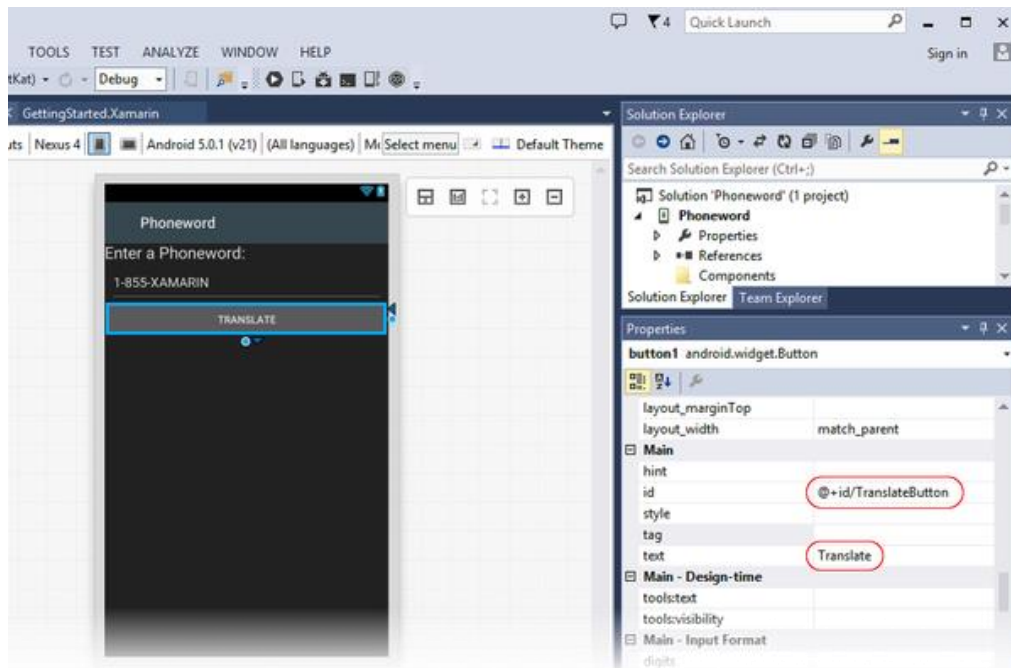 4 Quick Launch
TOOLS TEST ANALYZE WINDOW HELP
Sign in
tKat) Debug
GettingStarted.Xamarin
uts Nexus 4 Android 5.0.1 (v21) (All languages) Mo Select menu Default Theme
Phoneword
Enter a Phoneword:
1-855-XAMARIN
TRANSLATE
Solution Explorer
Search Solution Explorer (Ctrl+;)
Solution 'Phoneword' (1 project)
Phoneword
Properties
References
Components
Solution Explorer Team Explorer
Properties
button1 android.widget.Button
layout_marginTop
layout_width match_parent
Main
hint
id @+id/TranslateButton
style
tag
text Translate
Main - Design-time
tools:text
tools:visibility
Main - Input Format
digits